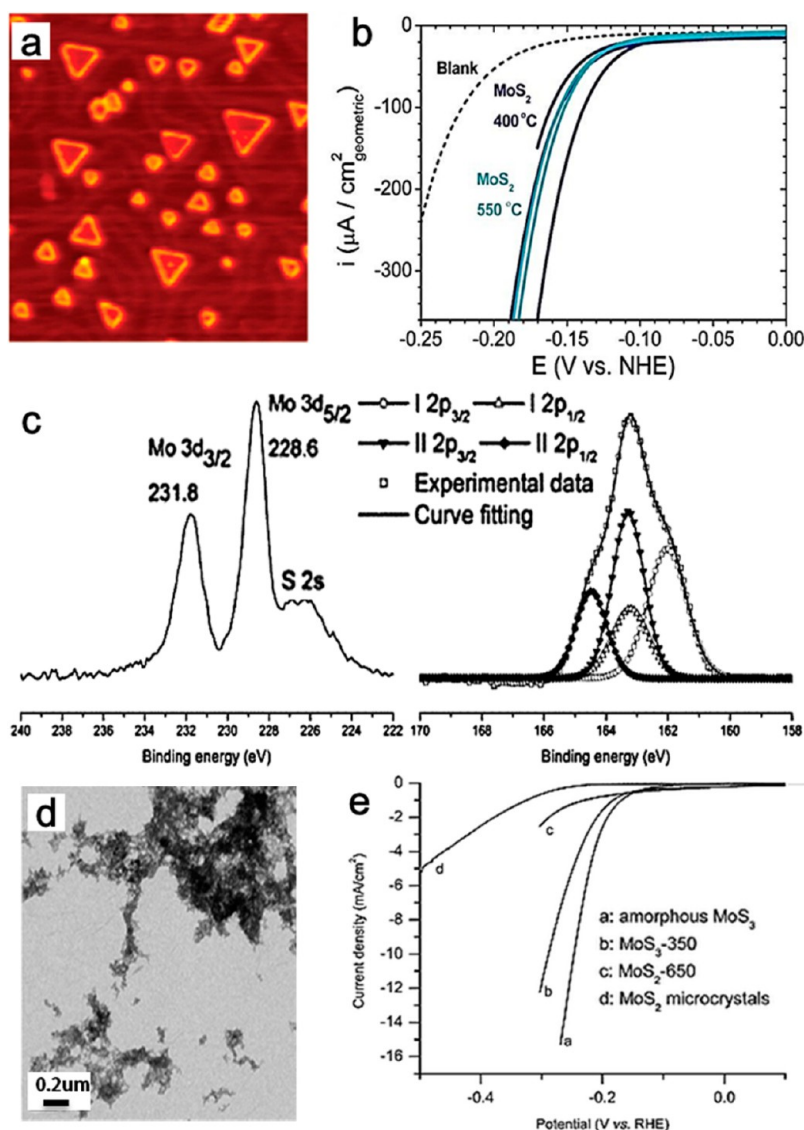 a
b
0
-100
-200
-300
i (μA / cm²geometric)
Blank
MoS2
400°C
MoS2
550 °C
-0.25 -0.20 -0.15 -0.10 -0.05 0.00
E (V vs. NHE)
c
Mo 3d3/2
231.8
Mo 3d5/2
228.6
S 2s
240 238 236 234 232 230 228 226 224 222
Binding energy (eV)
I 2p3/2 I 2p1/2
II 2p3/2 II 2p1/2
Experimental data
Curve fitting
170 168 166 164 162 160 158
Binding energy (eV)
d
0.2um
e
0
-2
-4
-6
-8
-10
-12
-14
-16
Current density (mA/cm²)
d
c
b
a
a: amorphous MoS3
b: MoS3-350
c: MoS2-650
d: MoS2 microcrystals
-0.4 -0.2 0.0
Potential (V vs. RHE)